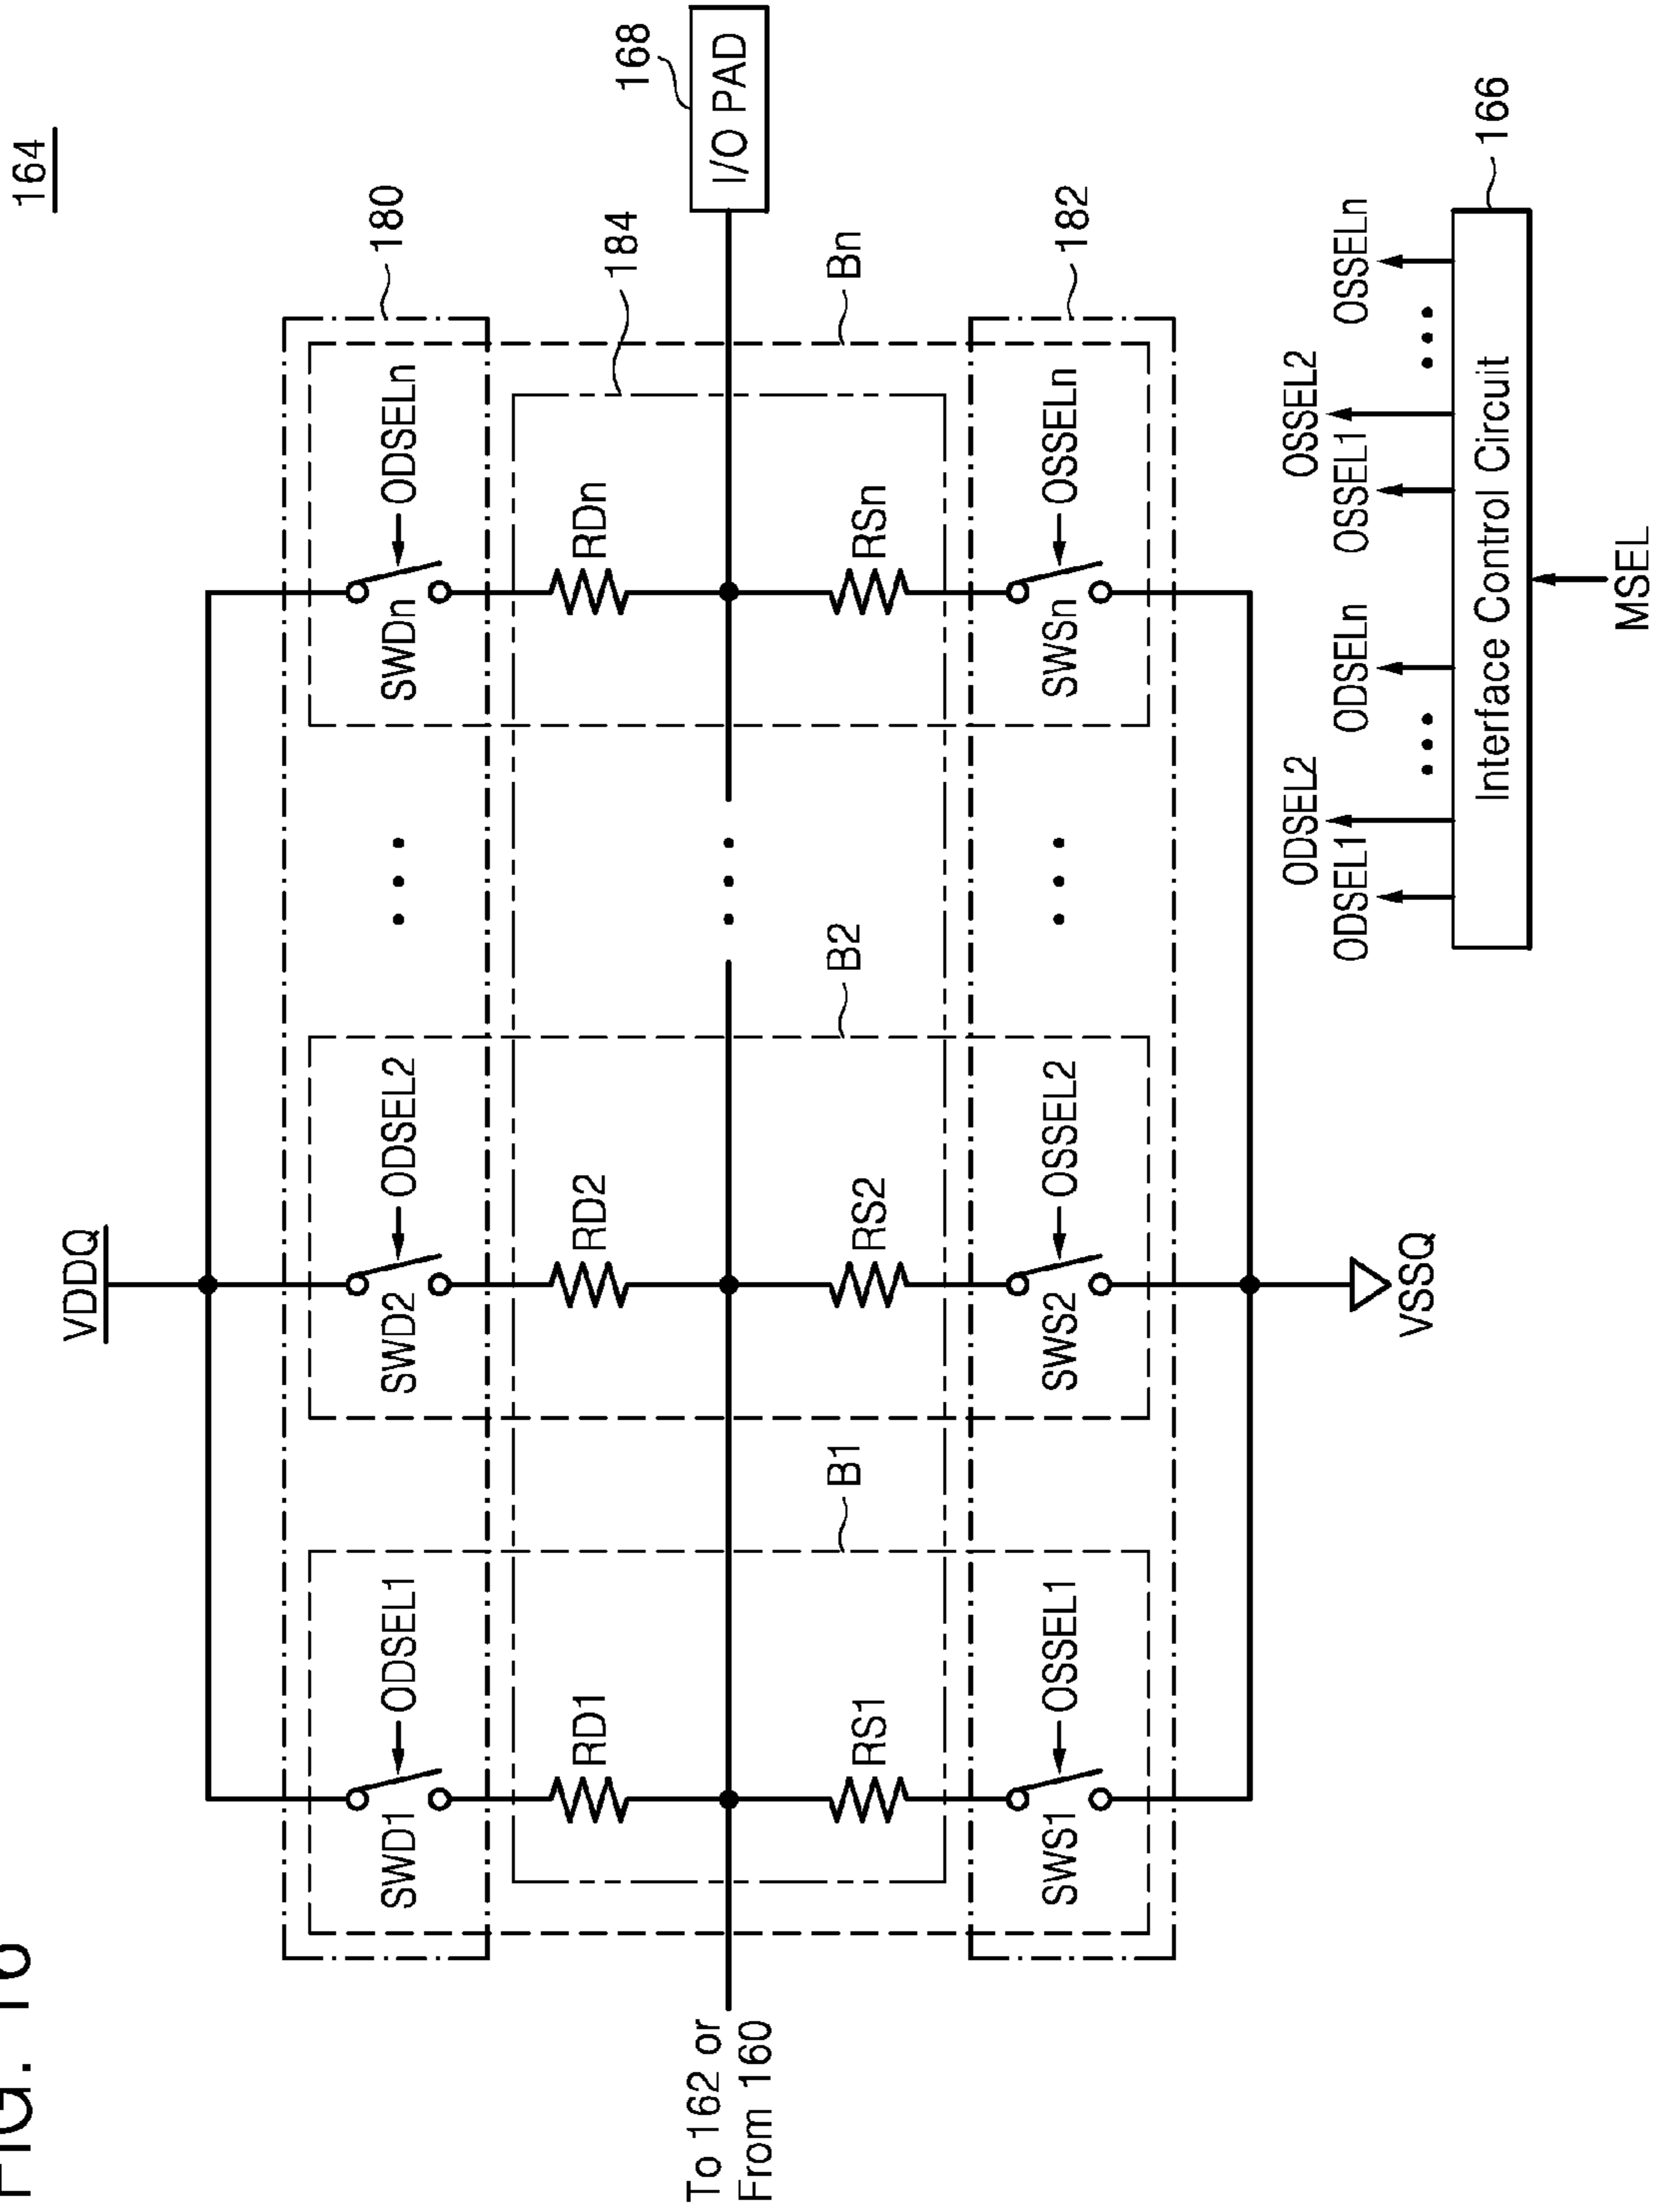 FIG.
164
VDDQ
180
SWD1
ODSEL1
SWD2
ODSEL2
• • •
SWDn
ODSELn
184
RD1
RD2
RDn
168
To 162 or
From 160
• • •
I/O PAD
B1
B2
Bn
RS1
RS2
RSn
182
SWS1
OSSEL1
SWS2
OSSEL2
• • •
SWSn
OSSELn
VSSQ
ODSEL2
OSSEL2
ODSEL1
ODSELn
OSSEL1
OSSELn
• • •
• • •
Interface Control Circuit
166
MSEL